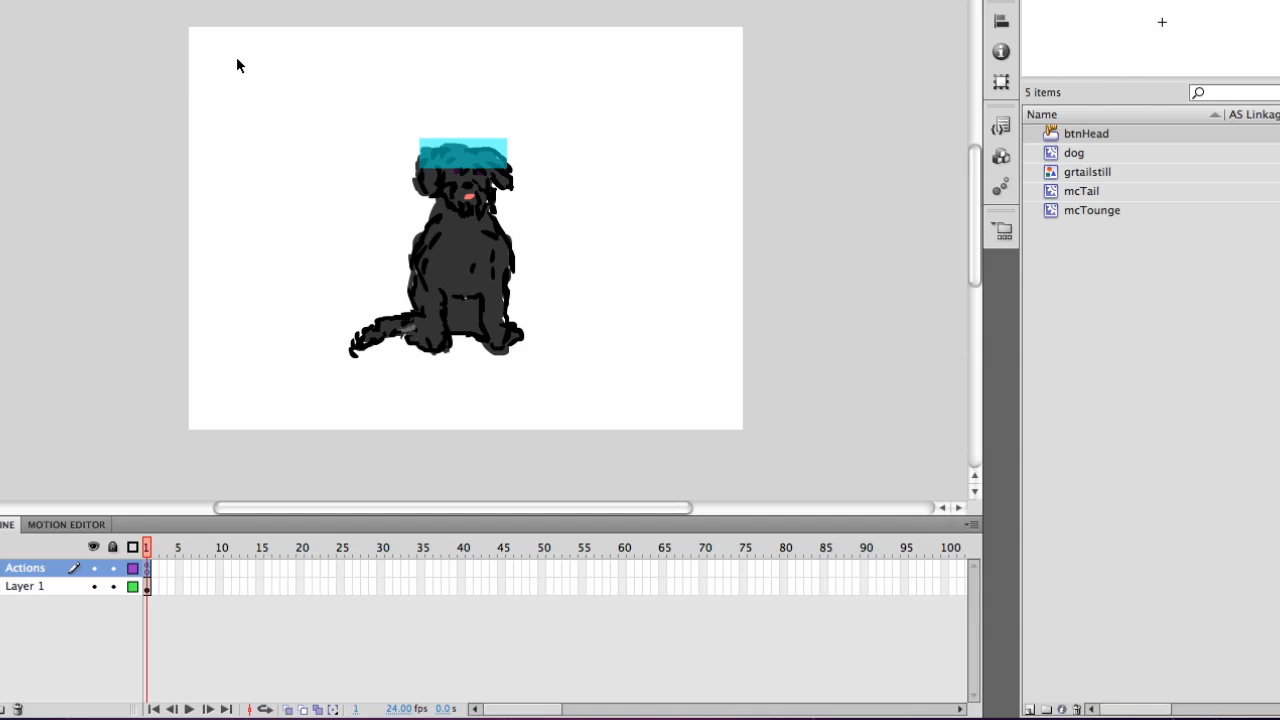 5 items
Name AS Linkag
btnHead
dog
grtailstill
mcTail
mcTounge
INE MOTION EDITOR
1 5 10 15 20 25 30 35 40 45 50 55 60 65 70 75 80 85 90 95 100
Actions
Layer 1
1 24.00 fps 0.0 s